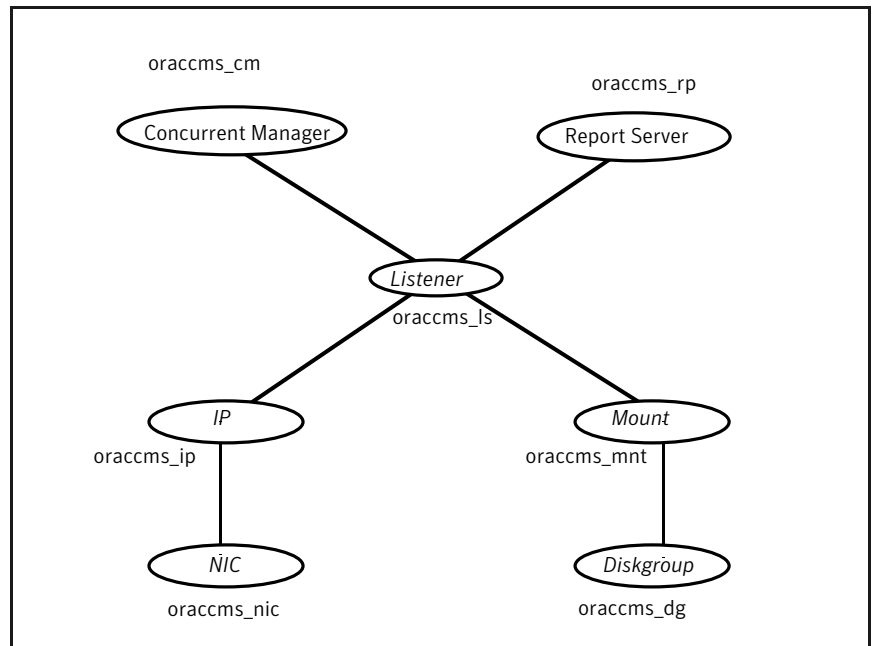 oraccms_cm
oraccms_rp
Concurrent Manager
Report Server
Listener
oraccms_ls
IP
Mount
oraccms_ip
oraccms_mnt
NIC
Diskgroup
oraccms_nic
oraccms_dg